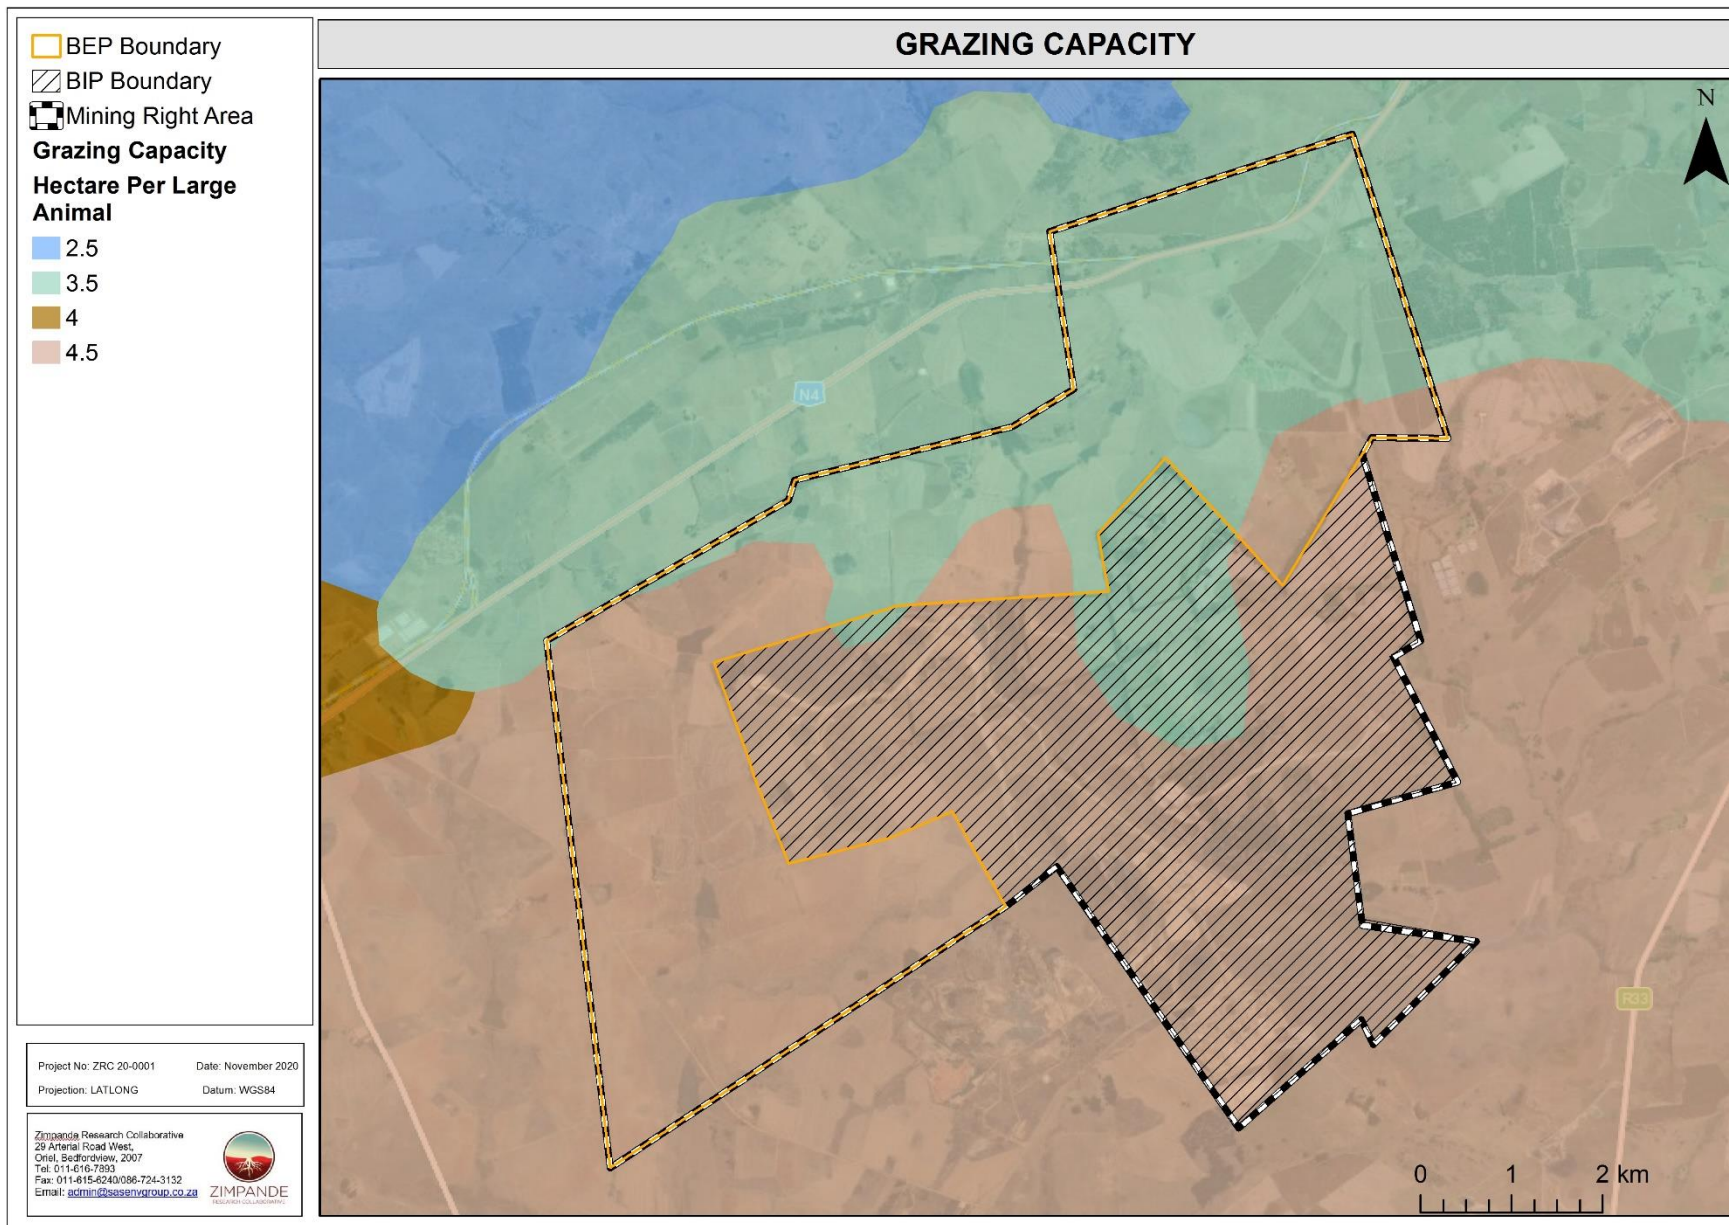 BEP Boundary
BIP Boundary
Mining Right Area
Grazing Capacity
Hectare Per Large
Animal
2.5
3.5
4
4.5
GRAZING CAPACITY
N
N4
R33
0 1 2 km
Project No: ZRC 20-0001 Date: November 2020
Projection: LATLONG Datum: WGS84
Zimpande Research Collaborative
29 Arterial Road West,
Oriel, Bedfordview, 2007
Tel: 011-616-7893
Fax: 011-615-6240/086-724-3132
Email: admin@sasenvgroup.co.za
ZIMPANDE
RESEARCH COLLABORATIVE